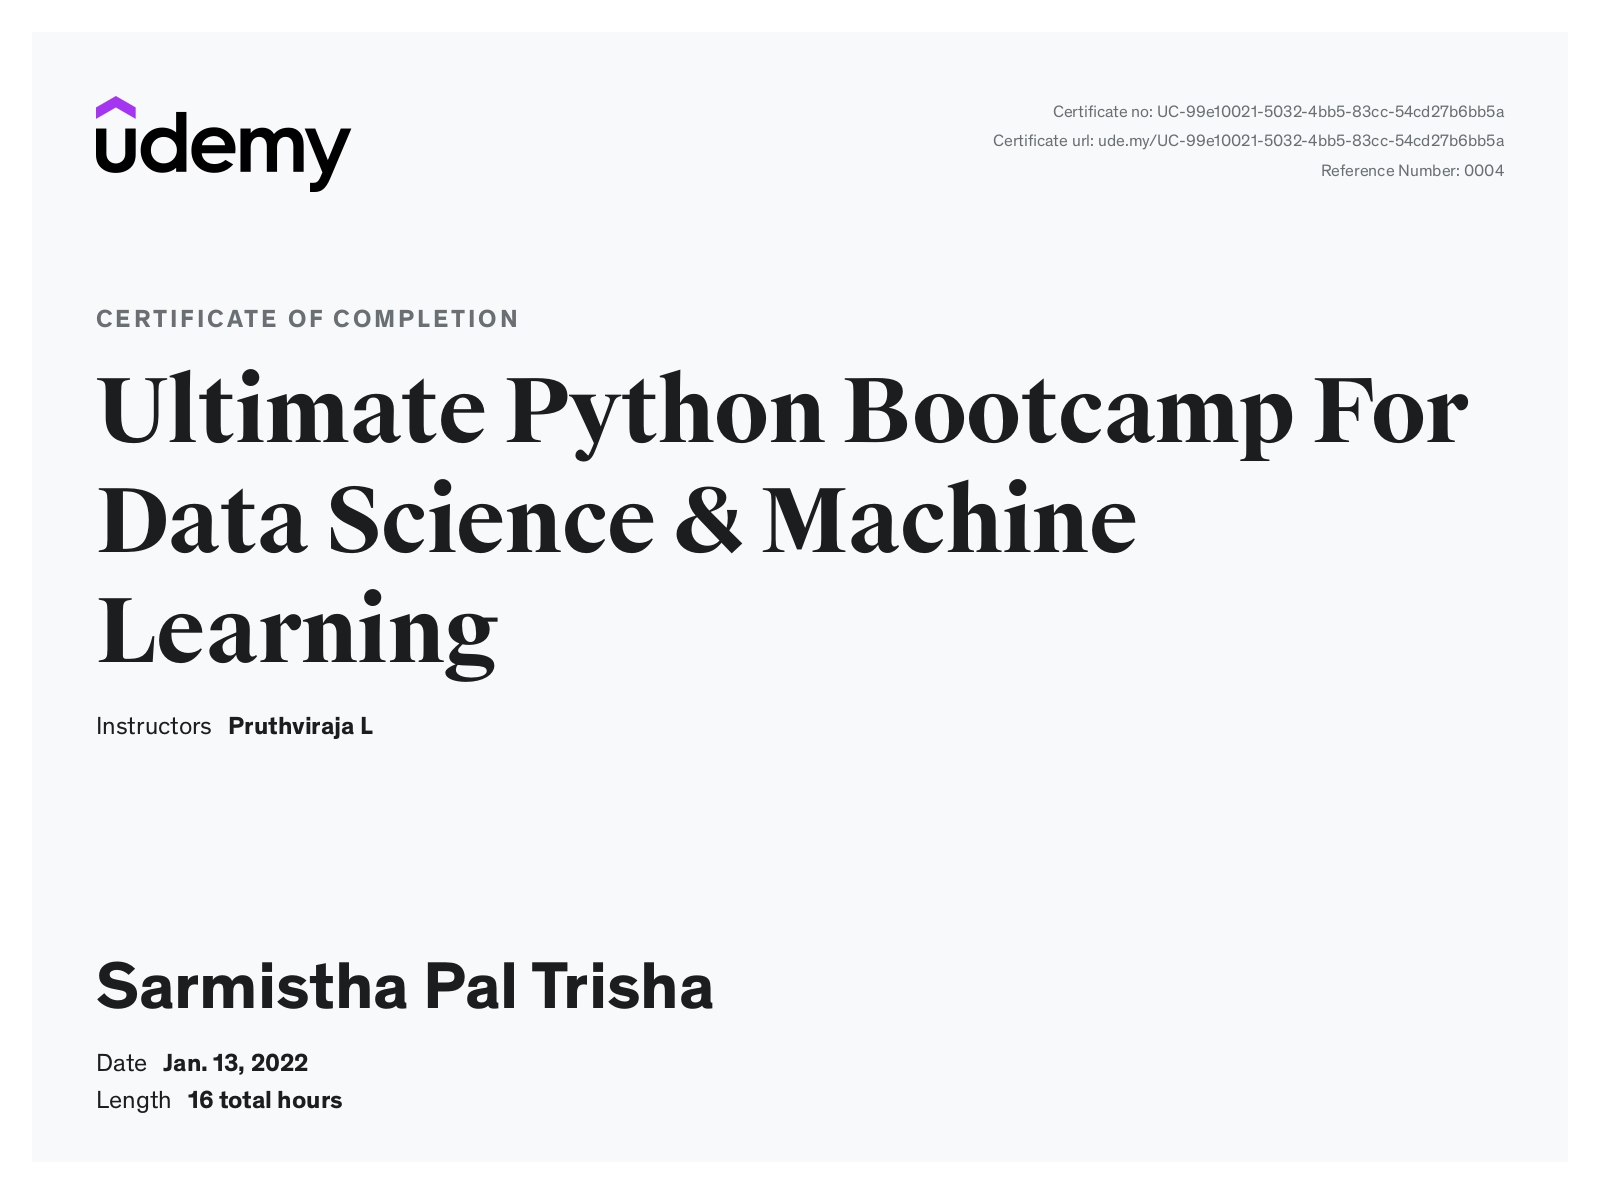 udemy
Certificate no: UC-99e10021-5032-4bb5-83cc-54cd27b6bb5a
Certificate url: ude.my/UC-99e10021-5032-4bb5-83cc-54cd27b6bb5a
Reference Number: 0004
CERTIFICATE OF COMPLETION
Ultimate Python Bootcamp For
Data Science & Machine
Learning
Instructors Pruthviraja L
Sarmistha Pal Trisha
Date Jan. 13, 2022
Length 16 total hours